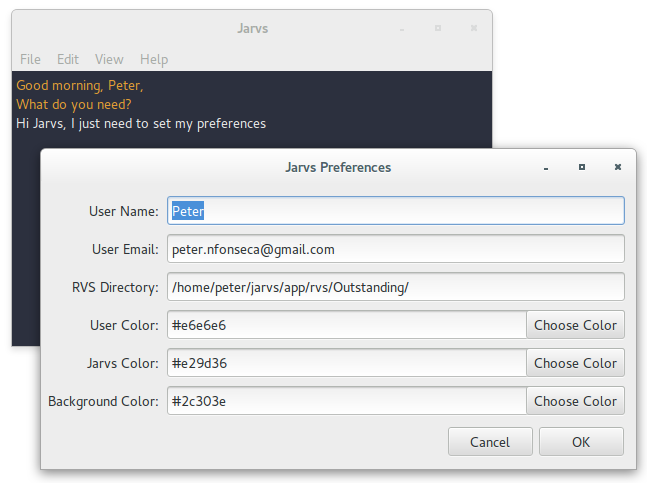 Jarvs
File Edit View Help
Good morning, Peter,
What do you need?
Hi Jarvs, I just need to set my preferences
Jarvs Preferences
User Name: Peter
User Email: peter.nfonseca@gmail.com
RVS Directory: /home/peter/jarvs/app/rvs/Outstanding/
User Color: #e6e6e6 Choose Color
Jarvs Color: #e29d36 Choose Color
Background Color: #2c303e Choose Color
Cancel OK